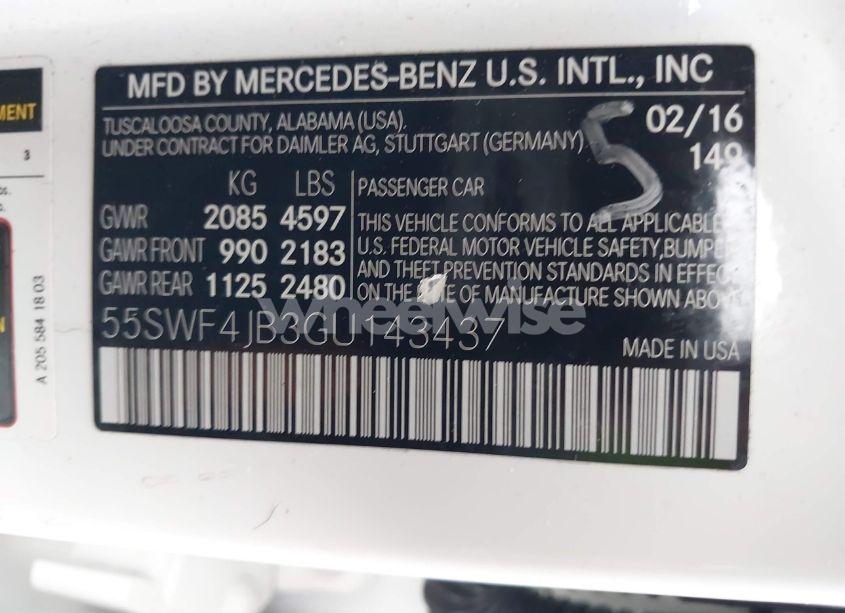 MENT
3
A 205 584 18 03
MFD BY MERCEDES-BENZ U.S. INTL., INC
TUSCALOOSA COUNTY, ALABAMA (USA).
UNDER CONTRACT FOR DAIMLER AG, STUTTGART (GERMANY)
5
02/16
149
KG LBS
GVWR 2085 4597
GAWR FRONT 990 2183
GAWR REAR 1125 2480
PASSENGER CAR
THIS VEHICLE CONFORMS TO ALL APPLICABLE
U.S. FEDERAL MOTOR VEHICLE SAFETY, BUMPER
AND THEFT PREVENTION STANDARDS IN EFFECT
ON THE DATE OF MANUFACTURE SHOWN ABOVE
55SWF4JB3GU143437
Wheelwise
MADE IN USA